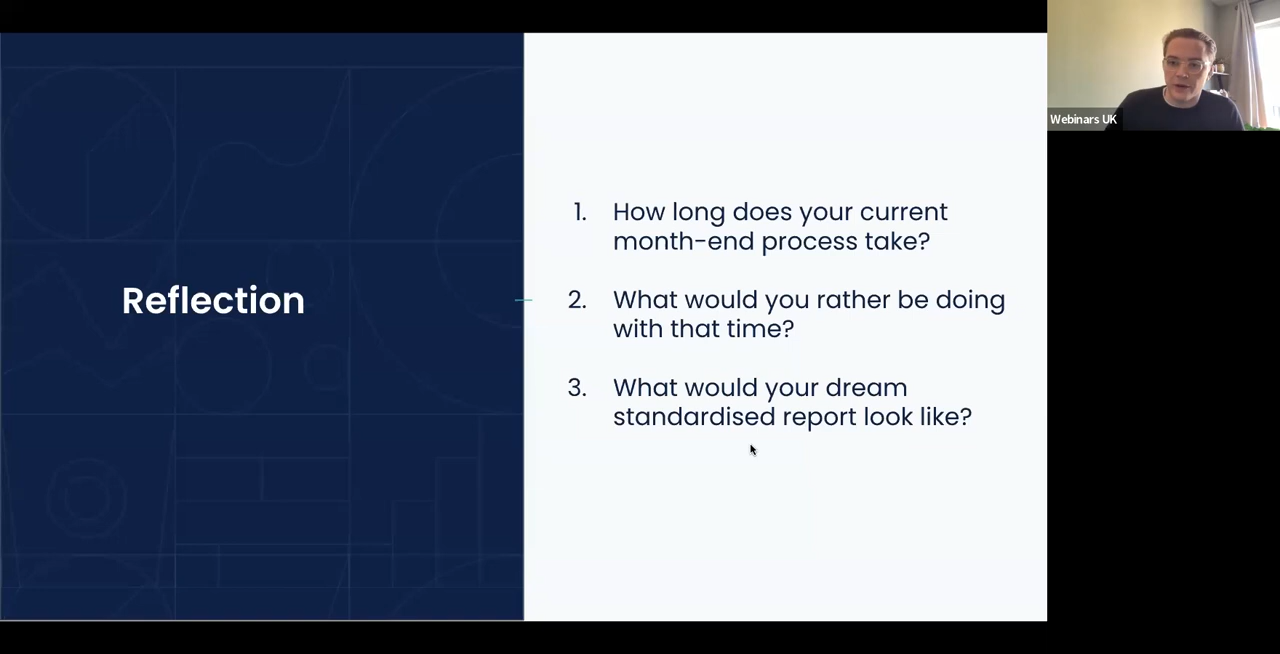 Reflection
1. How long does your current
month-end process take?
2. What would you rather be doing
with that time?
3. What would your dream
standardised report look like?
Webinars UK